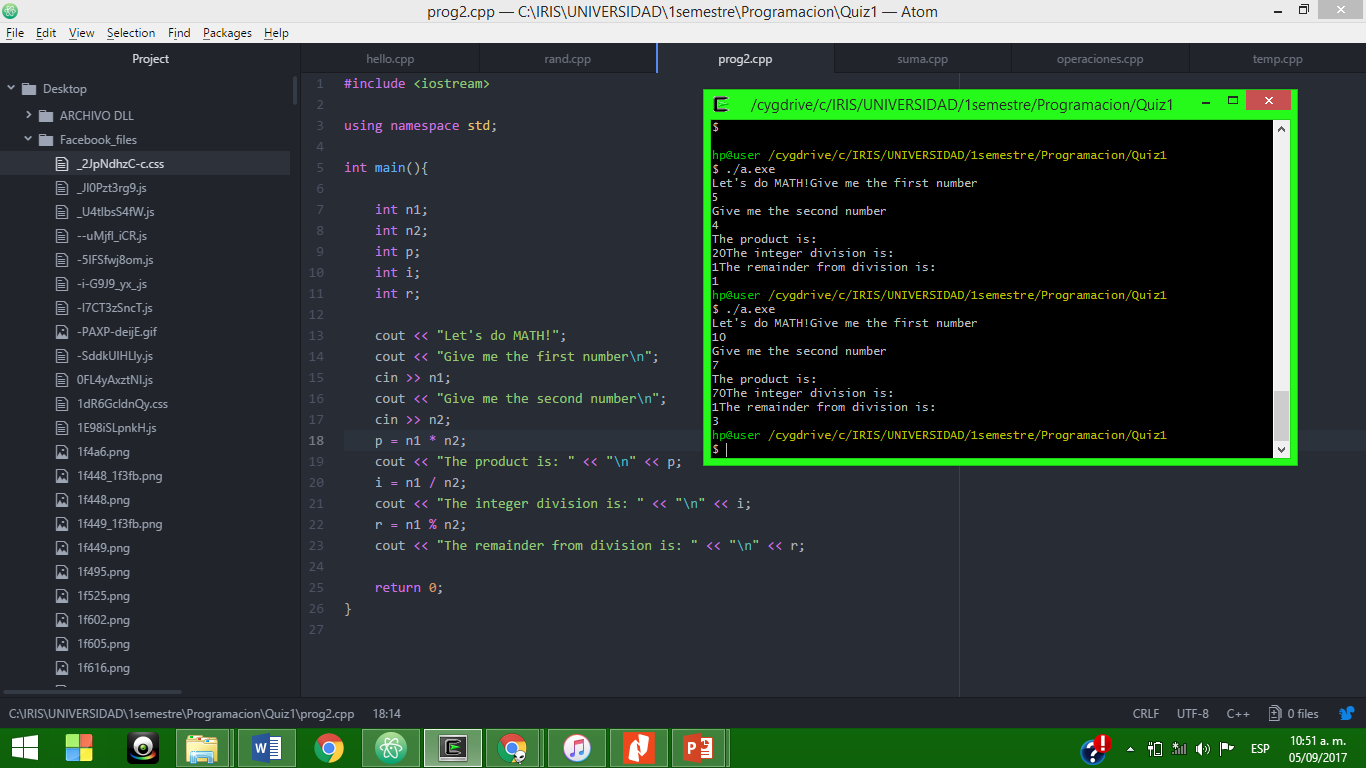 prog2.cpp — C:\IRIS\UNIVERSIDAD\1semestre\Programacion\Quiz1 — Atom
File Edit View Selection Find Packages Help
Project
hello.cpp rand.cpp prog2.cpp suma.cpp operaciones.cpp temp.cpp
Desktop
ARCHIVO DLL
Facebook_files
_2JpNdhzC-c.css
_JI0Pzt3rg9.js
_U4tlbsS4fW.js
--uMjfl_iCR.js
-5IFSfwj8om.js
-i-G9J9_yx_.js
-I7CT3zSncT.js
-PAXP-deijE.gif
-SddkUIHLly.js
0FL4yAxztNI.js
1dR6GcldnQy.css
1E98iSLpnkH.js
1f4a6.png
1f448_1f3fb.png
1f448.png
1f449_1f3fb.png
1f449.png
1f495.png
1f525.png
1f602.png
1f605.png
1f616.png
1 #include <iostream>
2
3 using namespace std;
4
5 int main(){
6
7 int n1;
8 int n2;
9 int p;
10 int i;
11 int r;
12
13 cout << "Let's do MATH!";
14 cout << "Give me the first number\n";
15 cin >> n1;
16 cout << "Give me the second number\n";
17 cin >> n2;
18 p = n1 * n2;
19 cout << "The product is: " << "\n" << p;
20 i = n1 / n2;
21 cout << "The integer division is: " << "\n" << i;
22 r = n1 % n2;
23 cout << "The remainder from division is: " << "\n" << r;
24
25 return 0;
26 }
27
/cygdrive/c/IRIS/UNIVERSIDAD/1semestre/Programacion/Quiz1
$
hp@user /cygdrive/c/IRIS/UNIVERSIDAD/1semestre/Programacion/Quiz1
$ ./a.exe
Let's do MATH!Give me the first number
5
Give me the second number
4
The product is:
20The integer division is:
1The remainder from division is:
1
hp@user /cygdrive/c/IRIS/UNIVERSIDAD/1semestre/Programacion/Quiz1
$ ./a.exe
Let's do MATH!Give me the first number
10
Give me the second number
7
The product is:
70The integer division is:
1The remainder from division is:
3
hp@user /cygdrive/c/IRIS/UNIVERSIDAD/1semestre/Programacion/Quiz1
$
C:\IRIS\UNIVERSIDAD\1semestre\Programacion\Quiz1\prog2.cpp 18:14 CRLF UTF-8 C++ 0 files
ESP
10:51 a. m.
05/09/2017